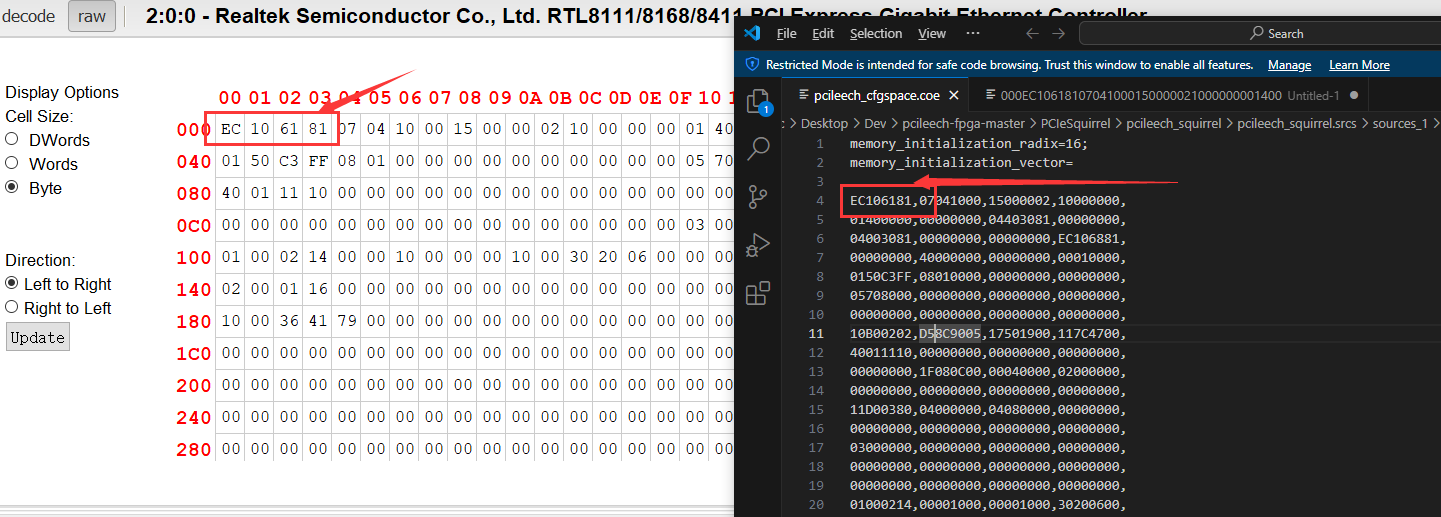 decode raw 2:0:0 - Realtek Semiconductor Co., Ltd. RTL8111/8168/8411 PCI Express Gigabit Ethernet Controller
Display Options
Cell Size:
DWords
Words
Byte
Direction:
Left to Right
Right to Left
Update
00 01 02 03 04 05 06 07 08 09 0A 0B 0C 0D 0E 0F 10 1
000 EC 10 61 81 07 04 10 00 15 00 00 02 10 00 00 00 01 40
040 01 50 C3 FF 08 01 00 00 00 00 00 00 00 00 00 00 05 70
080 40 01 11 10 00 00 00 00 00 00 00 00 00 00 00 00 00 00
0C0 00 00 00 00 00 00 00 00 00 00 00 00 00 00 00 00 03 00
100 01 00 02 14 00 00 10 00 00 00 10 00 30 20 06 00 00 00
140 02 00 01 16 00 00 00 00 00 00 00 00 00 00 00 00 00 00
180 10 00 36 41 79 00 00 00 00 00 00 00 00 00 00 00 00 00
1C0 00 00 00 00 00 00 00 00 00 00 00 00 00 00 00 00 00 00
200 00 00 00 00 00 00 00 00 00 00 00 00 00 00 00 00 00 00
240 00 00 00 00 00 00 00 00 00 00 00 00 00 00 00 00 00 00
280 00 00 00 00 00 00 00 00 00 00 00 00 00 00 00 00 00 00
File Edit Selection View ··· Search
Restricted Mode is intended for safe code browsing. Trust this window to enable all features. Manage Learn More
pcileech_cfgspace.coe 000EC10618107041000150000021000000001400 Untitled-1
1
c > Desktop > Dev > pcileech-fpga-master > PCIeSquirrel > pcileech_squirrel > pcileech_squirrel.srcs > sources_1 >
1 memory_initialization_radix=16;
2 memory_initialization_vector=
3
4 EC106181,07041000,15000002,10000000,
5 01400000,00000000,04403081,00000000,
6 04003081,00000000,00000000,EC106881,
7 00000000,40000000,00000000,00010000,
8 0150C3FF,08010000,00000000,00000000,
9 05708000,00000000,00000000,00000000,
10 00000000,00000000,00000000,00000000,
11 10B00202,D58C9005,17501900,117C4700,
12 40011110,00000000,00000000,00000000,
13 00000000,1F080C00,00040000,02000000,
14 00000000,00000000,00000000,00000000,
15 11D00380,04000000,04080000,00000000,
16 00000000,00000000,00000000,00000000,
17 03000000,00000000,00000000,00000000,
18 00000000,00000000,00000000,00000000,
19 00000000,00000000,00000000,00000000,
20 01000214,00001000,00001000,30200600,